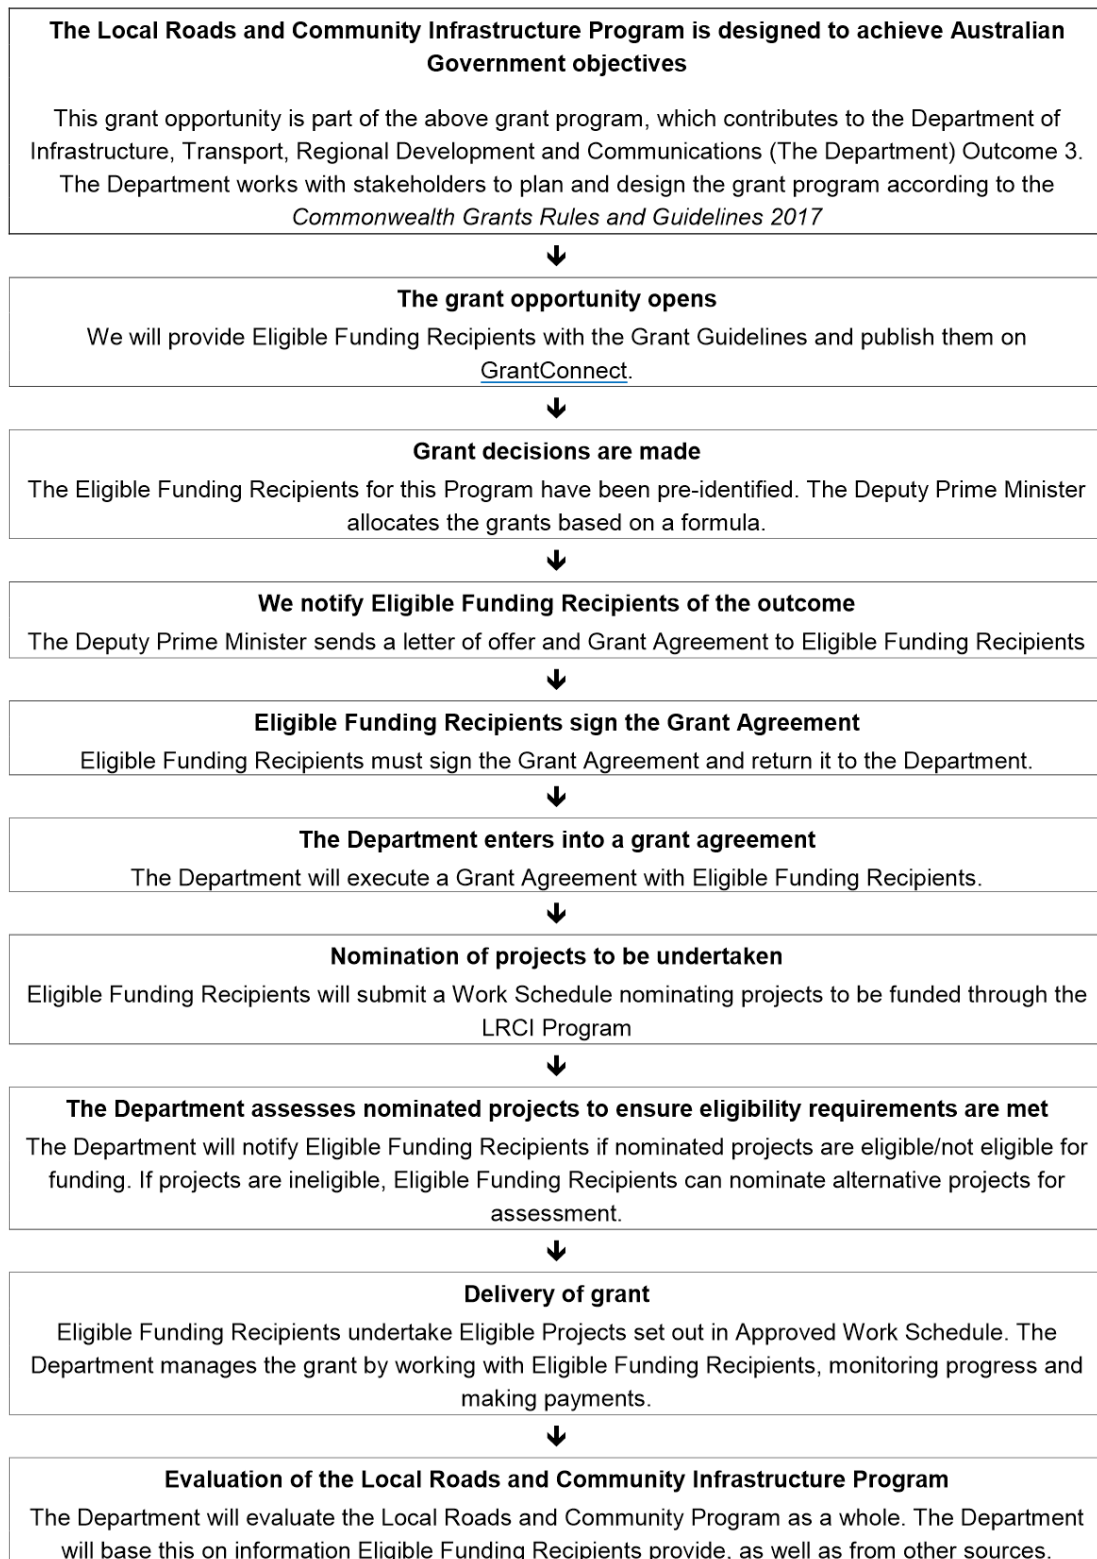 The Local Roads and Community Infrastructure Program is designed to achieve Australian
Government objectives
This grant opportunity is part of the above grant program, which contributes to the Department of
Infrastructure, Transport, Regional Development and Communications (The Department) Outcome 3.
The Department works with stakeholders to plan and design the grant program according to the
Commonwealth Grants Rules and Guidelines 2017
↓
The grant opportunity opens
We will provide Eligible Funding Recipients with the Grant Guidelines and publish them on
GrantConnect.
↓
Grant decisions are made
The Eligible Funding Recipients for this Program have been pre-identified. The Deputy Prime Minister
allocates the grants based on a formula.
↓
We notify Eligible Funding Recipients of the outcome
The Deputy Prime Minister sends a letter of offer and Grant Agreement to Eligible Funding Recipients
↓
Eligible Funding Recipients sign the Grant Agreement
Eligible Funding Recipients must sign the Grant Agreement and return it to the Department.
↓
The Department enters into a grant agreement
The Department will execute a Grant Agreement with Eligible Funding Recipients.
↓
Nomination of projects to be undertaken
Eligible Funding Recipients will submit a Work Schedule nominating projects to be funded through the
LRCI Program
↓
The Department assesses nominated projects to ensure eligibility requirements are met
The Department will notify Eligible Funding Recipients if nominated projects are eligible/not eligible for
funding. If projects are ineligible, Eligible Funding Recipients can nominate alternative projects for
assessment.
↓
Delivery of grant
Eligible Funding Recipients undertake Eligible Projects set out in Approved Work Schedule. The
Department manages the grant by working with Eligible Funding Recipients, monitoring progress and
making payments.
↓
Evaluation of the Local Roads and Community Infrastructure Program
The Department will evaluate the Local Roads and Community Program as a whole. The Department
will base this on information Eligible Funding Recipients provide, as well as from other sources.